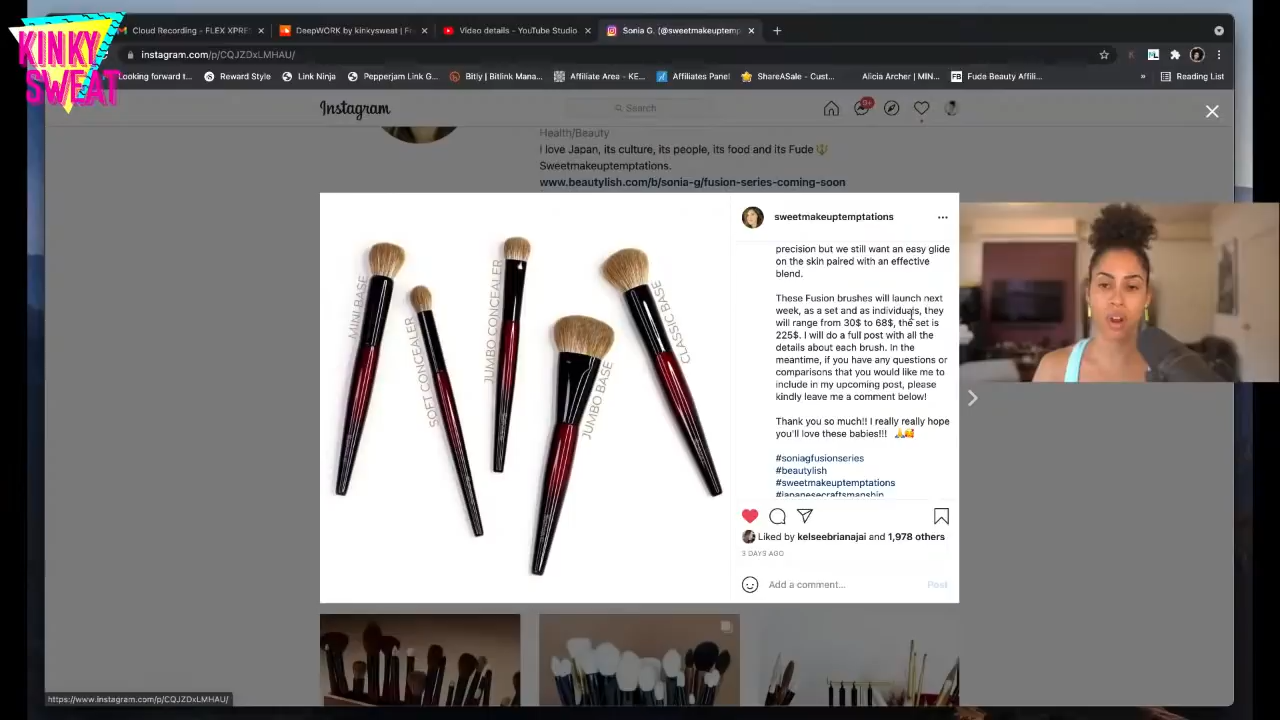 KINKY
SWEAT
Cloud Recording - FLEX XPRE
DeepWORK by kinkysweat | Fr
Video details - YouTube Studio
Sonia G. (@sweetmakeuptemp
instagram.com/p/CQJZDxLMHAU/
Looking forward t...
Reward Style
Link Ninja
Pepperjam Link G...
Bitly | Bitlink Mana...
Affiliate Area - KE...
Affiliates Panel
ShareASale - Cust...
Alicia Archer | MIN...
Fude Beauty Affili...
»
Reading List
Instagram
Search
9+
Health/Beauty
I love Japan, its culture, its people, its food and its Fude
Sweetmakeuptemptations.
www.beautylish.com/b/sonia-g/fusion-series-coming-soon
MINI BASE
SOFT CONCEALER
JUMBO CONCEALER
JUMBO BASE
CLASSIC BASE
sweetmakeuptemptations
precision but we still want an easy glide
on the skin paired with an effective
blend.
These Fusion brushes will launch next
week, as a set and as individuals, they
will range from 30$ to 68$, the set is
225$. I will do a full post with all the
details about each brush. In the
meantime, if you have any questions or
comparisons that you would like me to
include in my upcoming post, please
kindly leave me a comment below!
Thank you so much!! I really really hope
you'll love these babies!!!
#soniagfusionseries
#beautylish
#sweetmakeuptemptations
#japanesecraftsmanship
Liked by kelseebrianajai and 1,978 others
3 DAYS AGO
Add a comment...
Post
https://www.instagram.com/p/CQJZDxLMHAU/